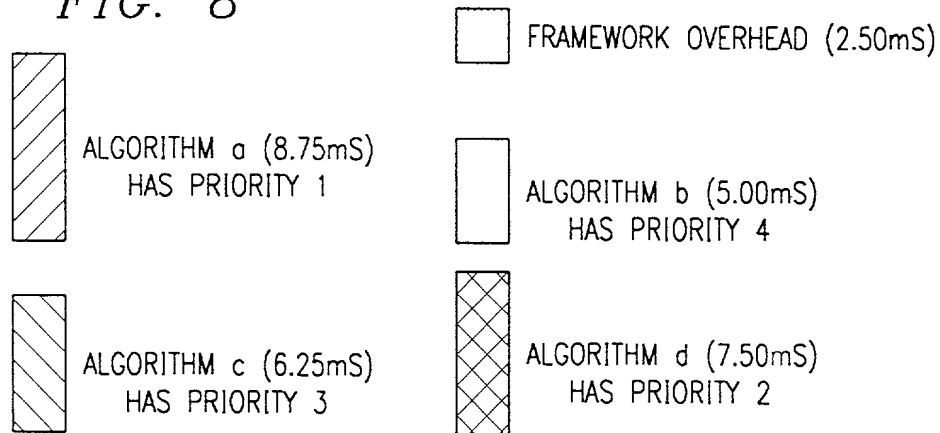 FIG. 8
FRAMEWORK OVERHEAD (2.50mS)
ALGORITHM a (8.75mS)
HAS PRIORITY 1
ALGORITHM b (5.00mS)
HAS PRIORITY 4
ALGORITHM c (6.25mS)
HAS PRIORITY 3
ALGORITHM d (7.50mS)
HAS PRIORITY 2